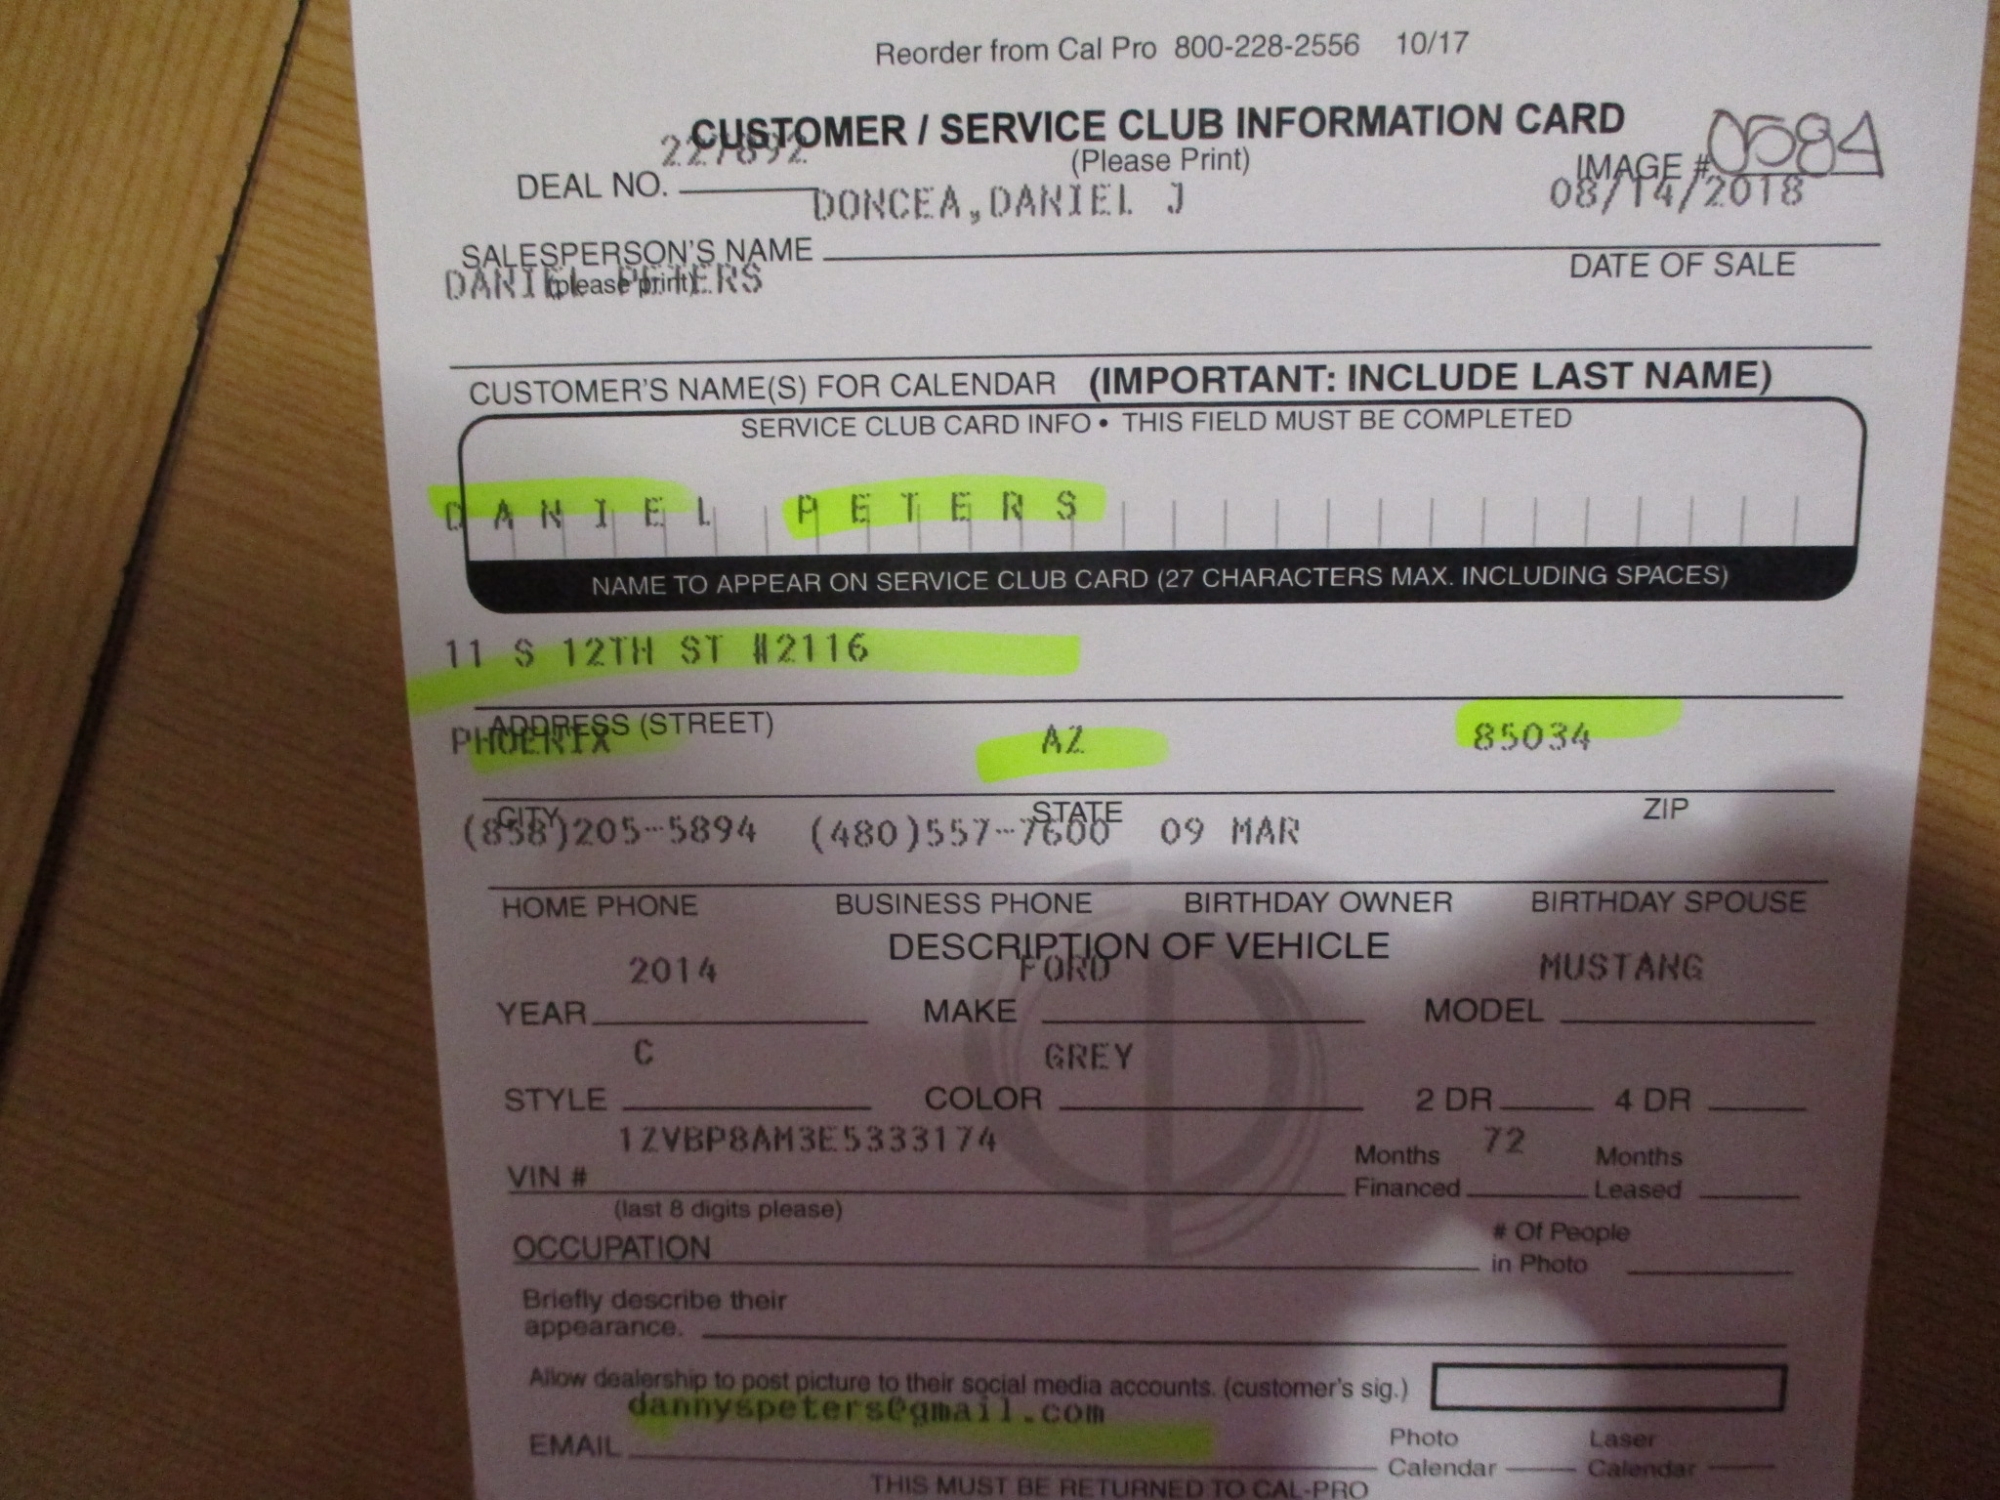 Reorder from Cal Pro 800-228-2556 10/17
CUSTOMER / SERVICE CLUB INFORMATION CARD
(Please Print)
DEAL NO. 227892
IMAGE # 0584
DONCEA,DANIEL J 08/14/2018
SALESPERSON'S NAME
(please print)
DATE OF SALE
DANIEL PETERS
CUSTOMER'S NAME(S) FOR CALENDAR (IMPORTANT: INCLUDE LAST NAME)
SERVICE CLUB CARD INFO • THIS FIELD MUST BE COMPLETED
DANIEL PETERS
NAME TO APPEAR ON SERVICE CLUB CARD (27 CHARACTERS MAX. INCLUDING SPACES)
11 S 12TH ST #2116
ADDRESS (STREET)
PHOENIX AZ 85034
CITY STATE ZIP
(858)205-5894 (480)557-7600 09 MAR
HOME PHONE BUSINESS PHONE BIRTHDAY OWNER BIRTHDAY SPOUSE
DESCRIPTION OF VEHICLE
2014 FORD MUSTANG
YEAR MAKE MODEL
C GREY
STYLE COLOR 2 DR 4 DR
1ZVBP8AM3E5333174 72
VIN # Months Financed Months Leased
(last 8 digits please)
OCCUPATION # Of People in Photo
Briefly describe their
appearance.
Allow dealership to post picture to their social media accounts. (customer's sig.)
dannyspeters@gmail.com
EMAIL Photo Calendar Laser Calendar
THIS MUST BE RETURNED TO CAL-PRO